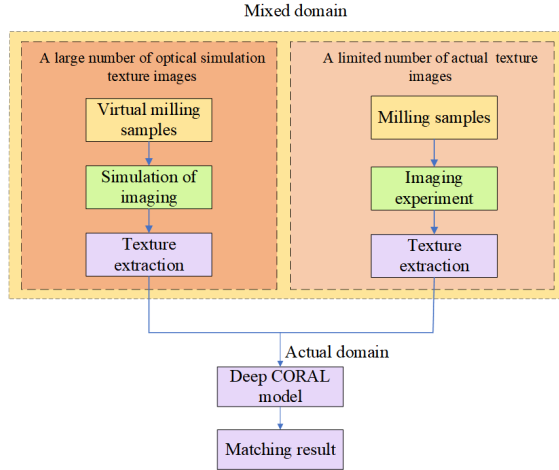 Mixed domain
A large number of optical simulation
texture images
Virtual milling
samples
Simulation of
imaging
Texture
extraction
A limited number of actual texture
images
Milling samples
Imaging
experiment
Texture
extraction
Actual domain
Deep CORAL
model
Matching result